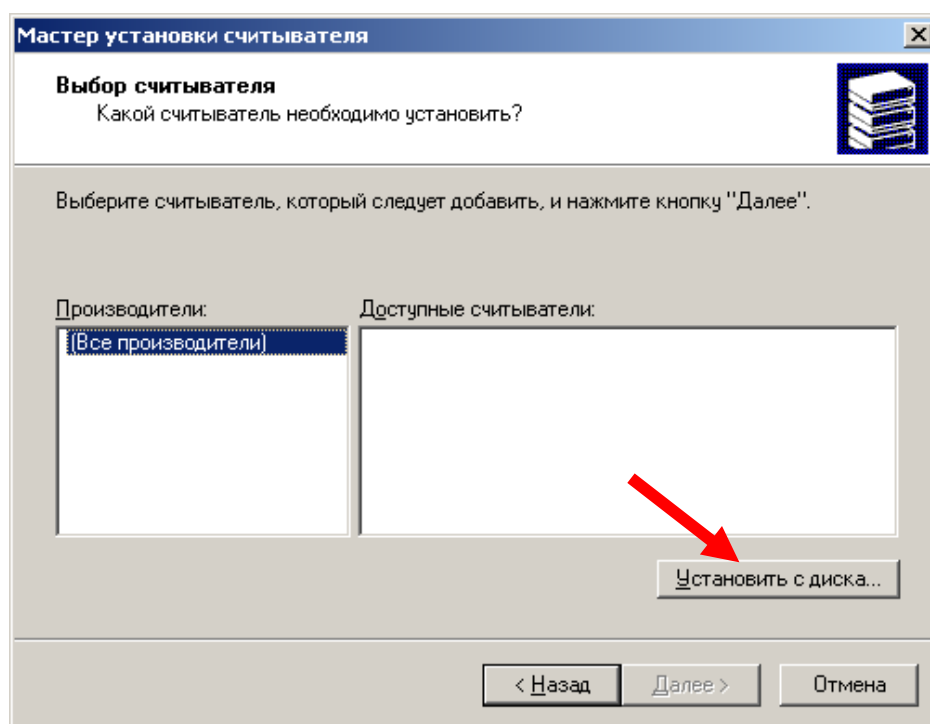 Мастер установки считывателя
Выбор считывателя
Какой считыватель необходимо установить?
Выберите считыватель, который следует добавить, и нажмите кнопку "Далее".
Производители:
Доступные считыватели:
(Все производители)
Установить с диска...
< Назад
Далее >
Отмена